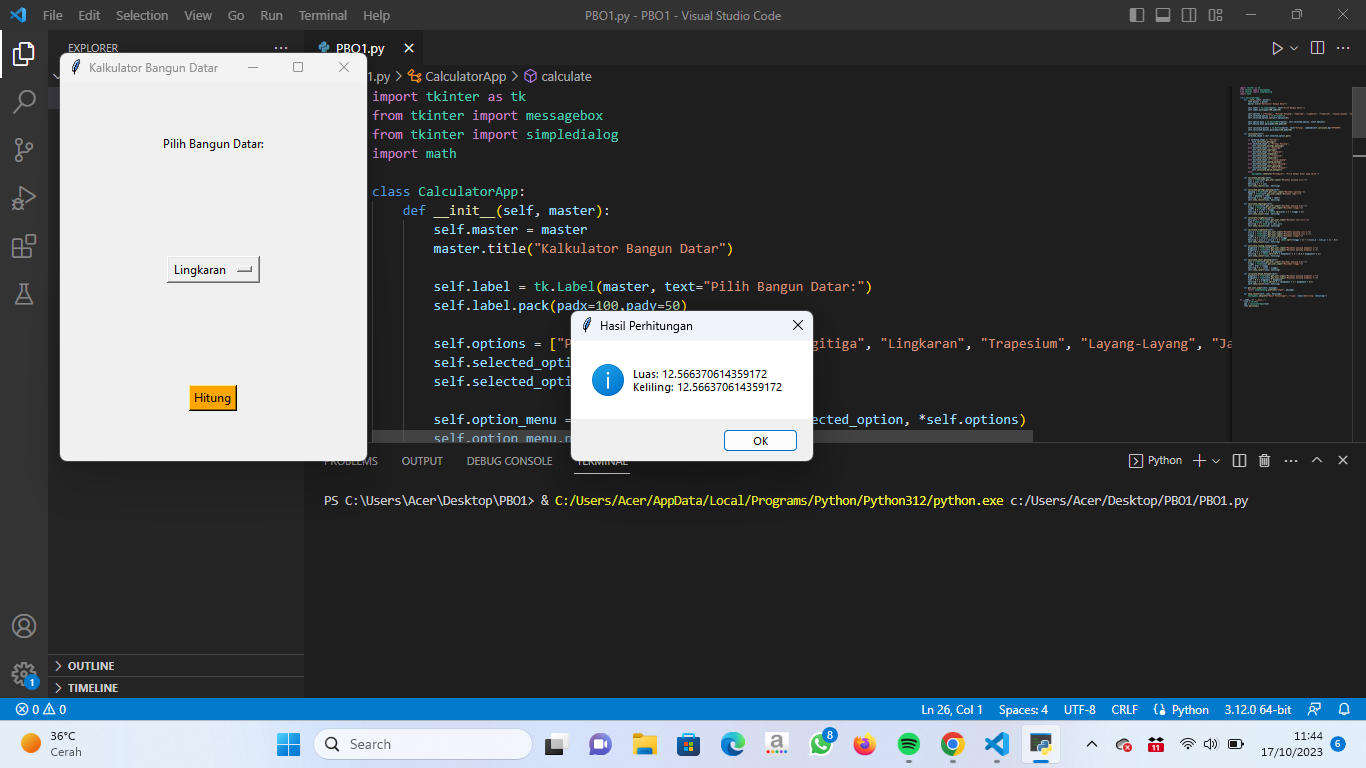 File Edit Selection View Go Run Terminal Help
PBO1.py - PBO1 - Visual Studio Code
EXPLORER
PBO1.py
1.py > CalculatorApp > calculate
Kalkulator Bangun Datar
Pilih Bangun Datar:
Lingkaran
Hitung
import tkinter as tk
from tkinter import messagebox
from tkinter import simpledialog
import math
class CalculatorApp:
def __init__(self, master):
self.master = master
master.title("Kalkulator Bangun Datar")
self.label = tk.Label(master, text="Pilih Bangun Datar:")
self.label.pack(padx=100,pady=50)
self.options = ["P gitiga", "Lingkaran", "Trapesium", "Layang-Layang", "Ja
self.selected_opti
self.selected_opti
self.option_menu = elected_option, *self.options)
self.option_menu.p
Hasil Perhitungan
Luas: 12.566370614359172
Keliling: 12.566370614359172
OK
PROBLEMS OUTPUT DEBUG CONSOLE TERMINAL
Python
PS C:\Users\Acer\Desktop\PBO1> & C:/Users/Acer/AppData/Local/Programs/Python/Python312/python.exe c:/Users/Acer/Desktop/PBO1/PBO1.py
OUTLINE
TIMELINE
1
0 0
Ln 26, Col 1 Spaces: 4 UTF-8 CRLF Python 3.12.0 64-bit
36°C
Cerah
Search
8
11
11:44
17/10/2023
6